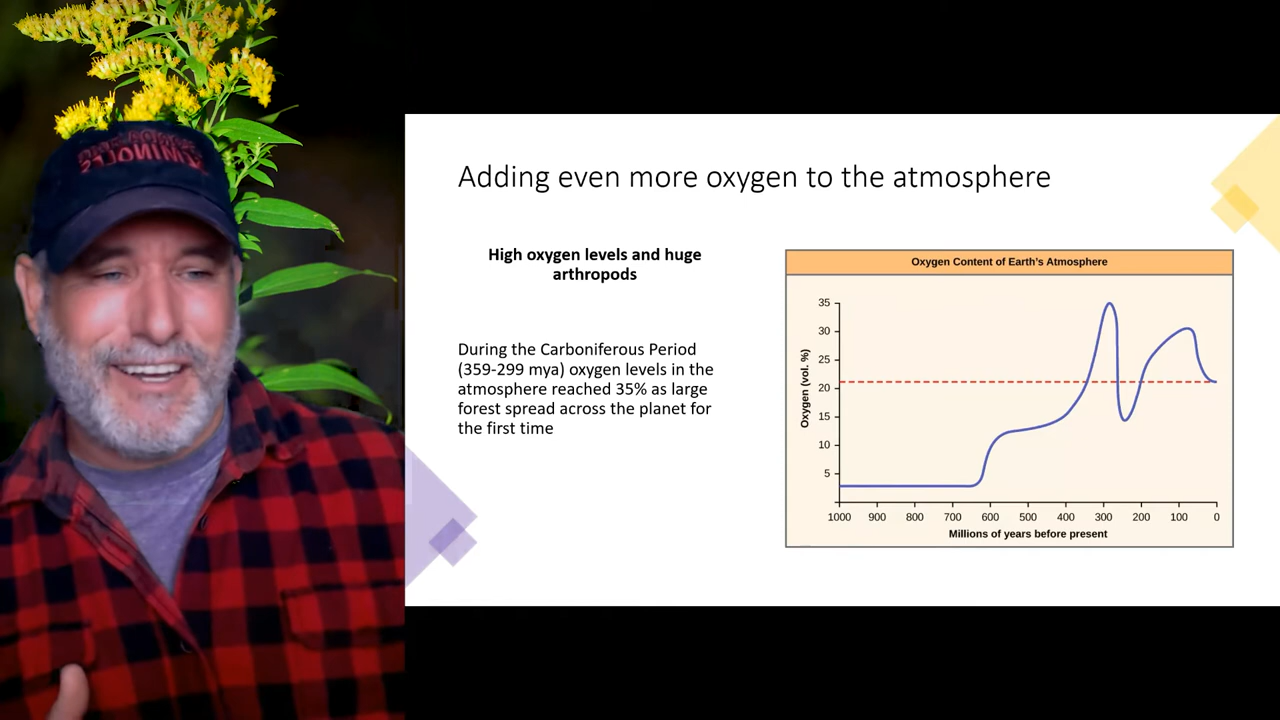 Adding even more oxygen to the atmosphere
High oxygen levels and huge
arthropods
During the Carboniferous Period
(359-299 mya) oxygen levels in the
atmosphere reached 35% as large
forest spread across the planet for
the first time
Oxygen Content of Earth's Atmosphere
Oxygen (vol. %)
35
30
25
20
15
10
5
1000 900 800 700 600 500 400 300 200 100 0
Millions of years before present